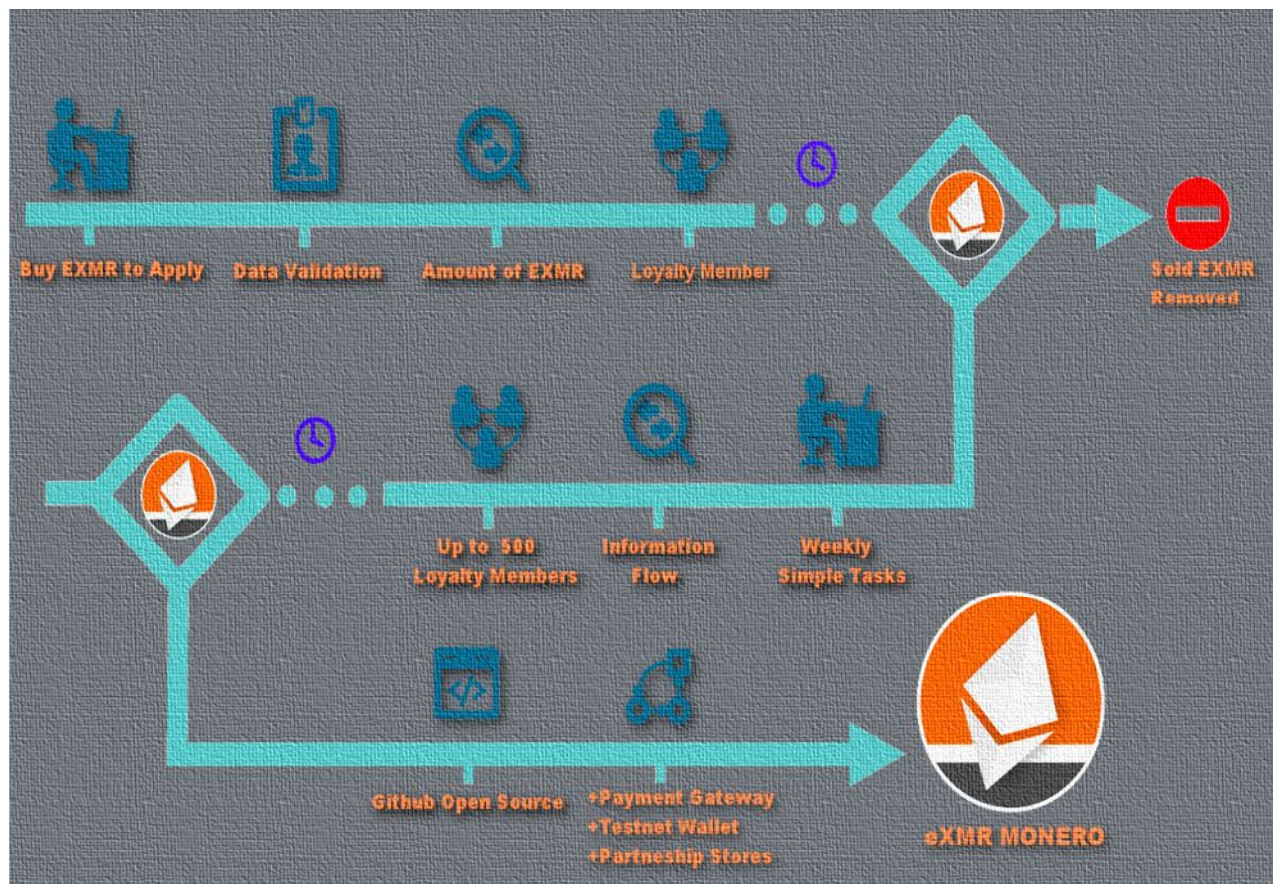 Buy EXMR to Apply
Data Validation
Amount of EXMR
Loyalty Member
Sold EXMR
Removed
Up to 500
Loyalty Members
Information
Flow
Weekly
Simple Tasks
Github Open Source
+Payment Gateway
+Testnet Wallet
+Partneship Stores
eXMR MONERO